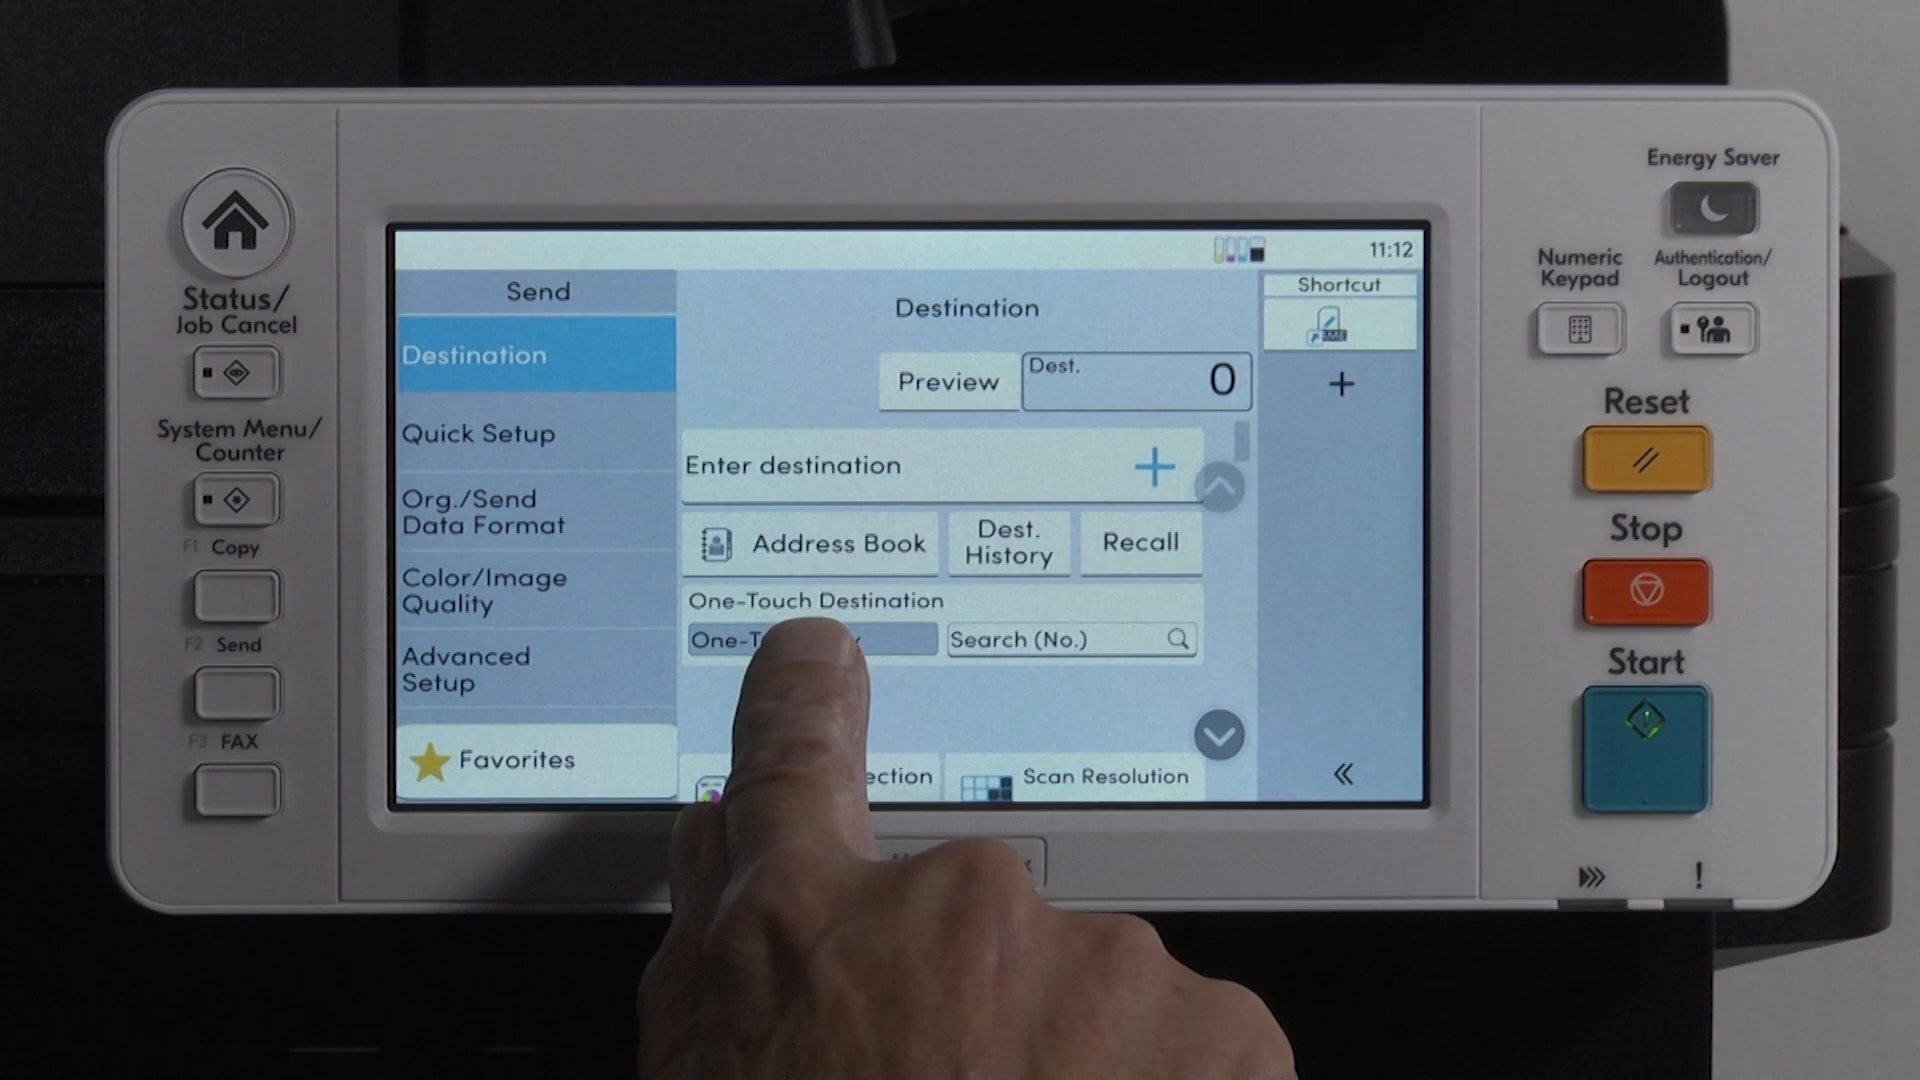 Energy Saver
Numeric
Keypad
Authentication/
Logout
Status/
Job Cancel
System Menu/
Counter
F1 Copy
F2 Send
F3 FAX
Reset
Stop
Start
11:12
Send
Destination
Quick Setup
Org./Send
Data Format
Color/Image
Quality
Advanced
Setup
Favorites
Destination
Preview
Dest.
0
Enter destination
Address Book
Dest.
History
Recall
One-Touch Destination
Search (No.)
Scan Resolution
Shortcut